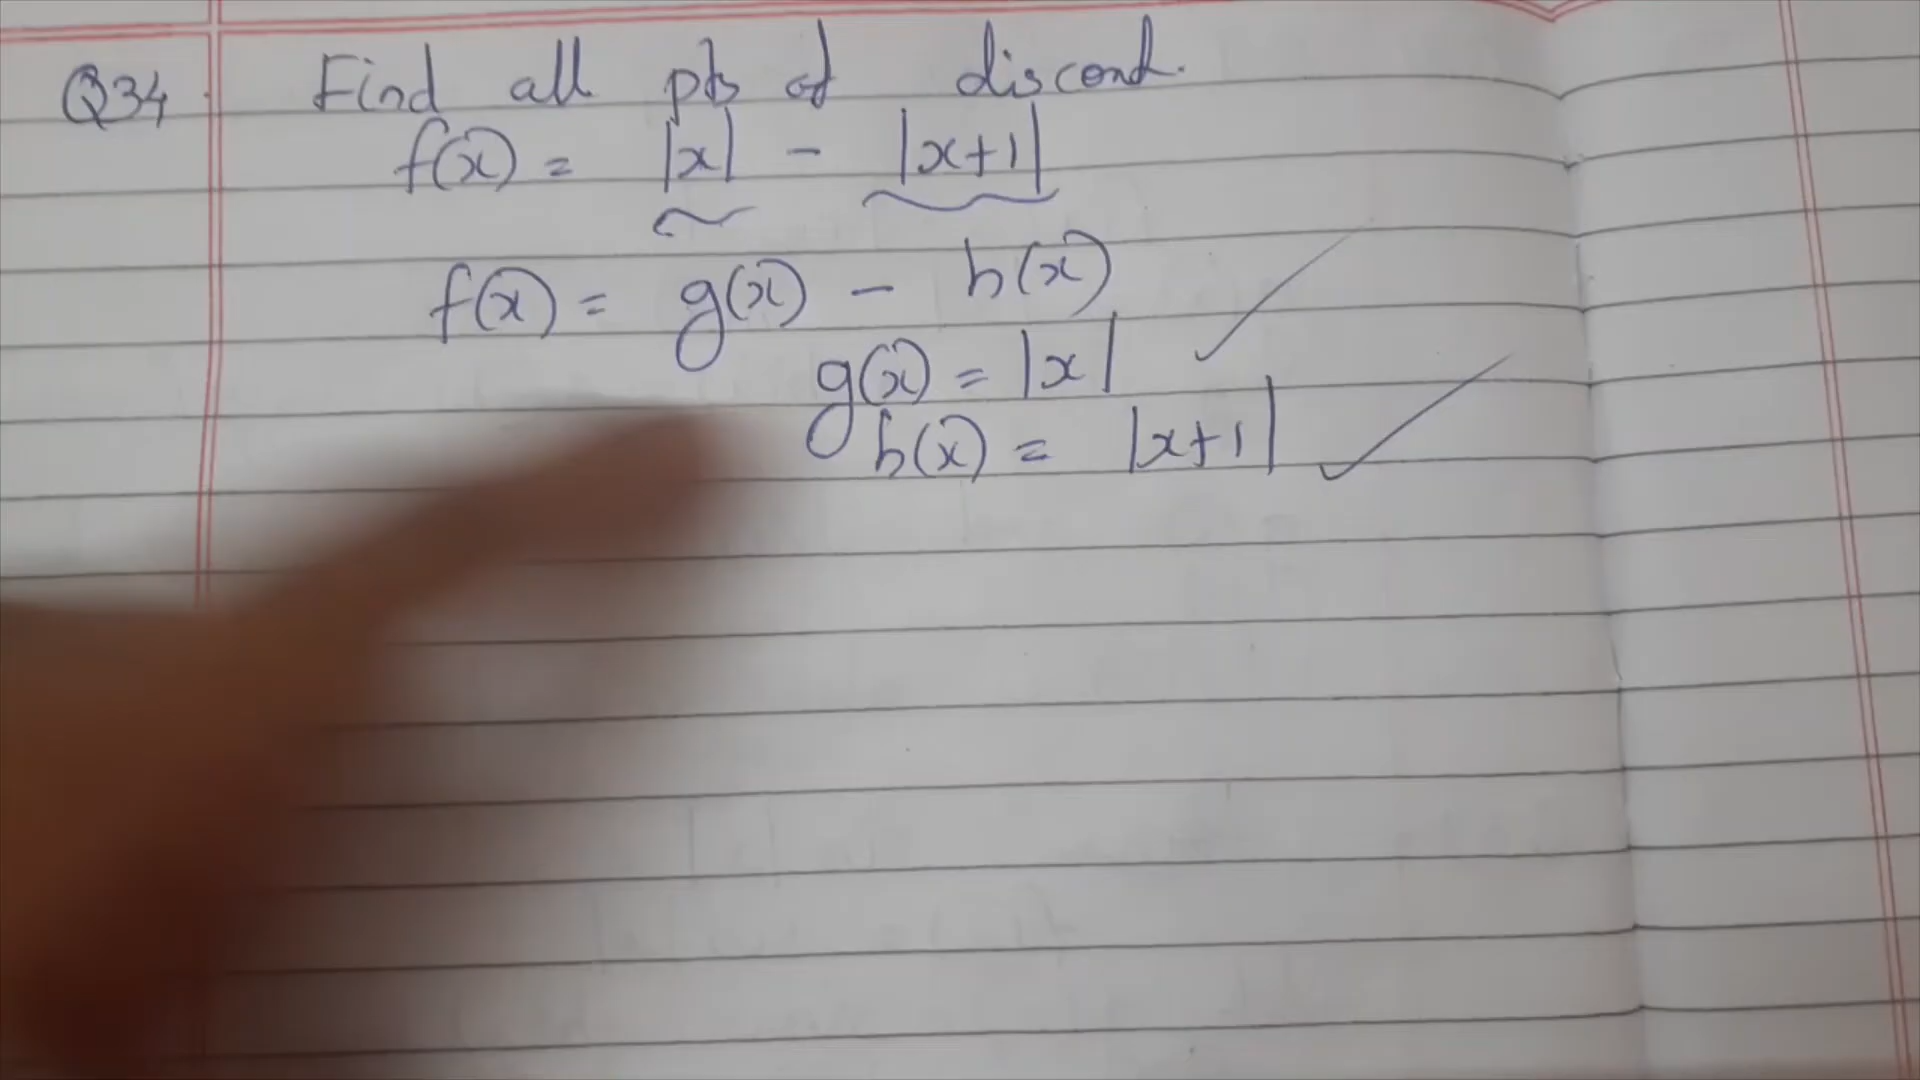 Q34 Find all pts of discont.
f(x) = |x| - |x+1|
f(x) = g(x) - h(x)
g(x) = |x|
h(x) = |x+1|